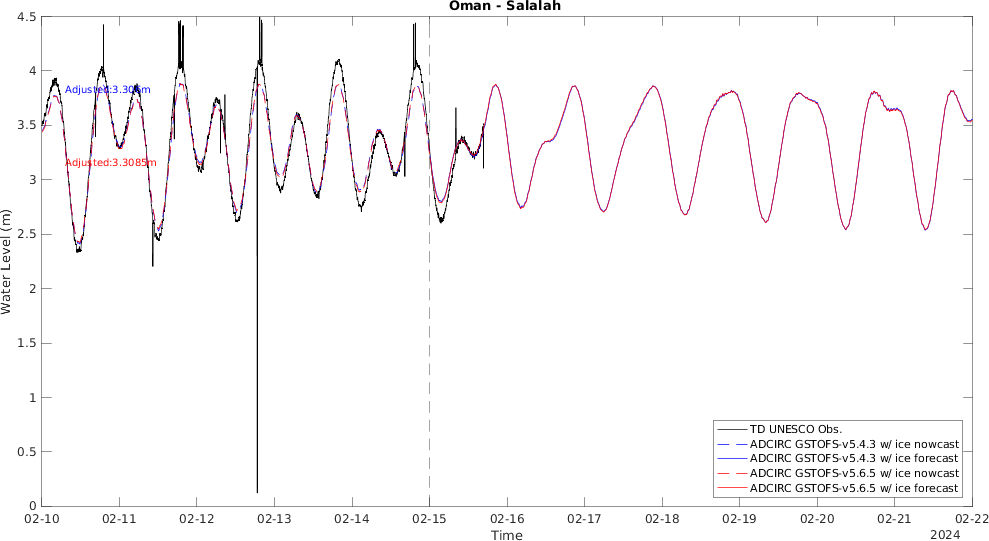 Oman - Salalah
4.5
4
3.5
3
2.5
2
1.5
1
0.5
0
Water Level (m)
Adjusted:3.306m
Adjusted:3.3085m
TD UNESCO Obs.
ADCIRC GSTOFS-v5.4.3 w/ ice nowcast
ADCIRC GSTOFS-v5.4.3 w/ ice forecast
ADCIRC GSTOFS-v5.6.5 w/ ice nowcast
ADCIRC GSTOFS-v5.6.5 w/ ice forecast
02-10 02-11 02-12 02-13 02-14 02-15 02-16 02-17 02-18 02-19 02-20 02-21 02-22
Time
2024